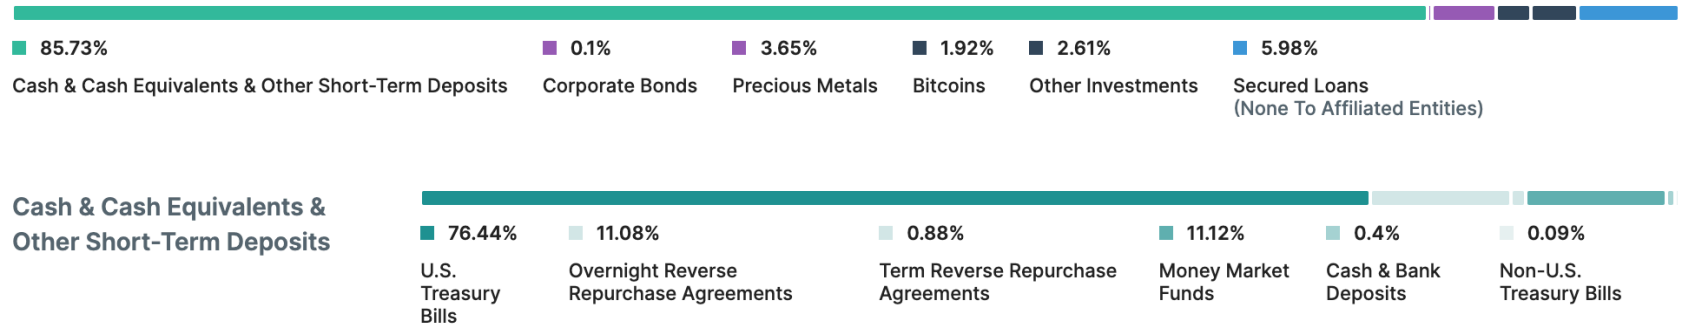 85.73% 0.1% 3.65% 1.92% 2.61% 5.98%
Cash & Cash Equivalents & Other Short-Term Deposits Corporate Bonds Precious Metals Bitcoins Other Investments Secured Loans
(None To Affiliated Entities)
Cash & Cash Equivalents &
Other Short-Term Deposits
76.44% 11.08% 0.88% 11.12% 0.4% 0.09%
U.S. Overnight Reverse Term Reverse Repurchase Money Market Cash & Bank Non-U.S.
Treasury Repurchase Agreements Agreements Funds Deposits Treasury Bills
Bills